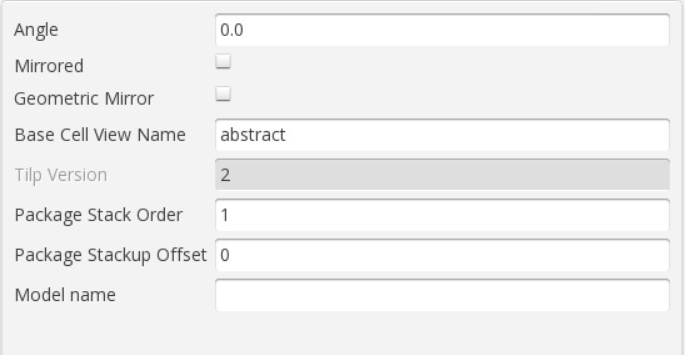 Angle 0.0
Mirrored
Geometric Mirror
Base Cell View Name abstract
Tilp Version 2
Package Stack Order 1
Package Stackup Offset 0
Model name